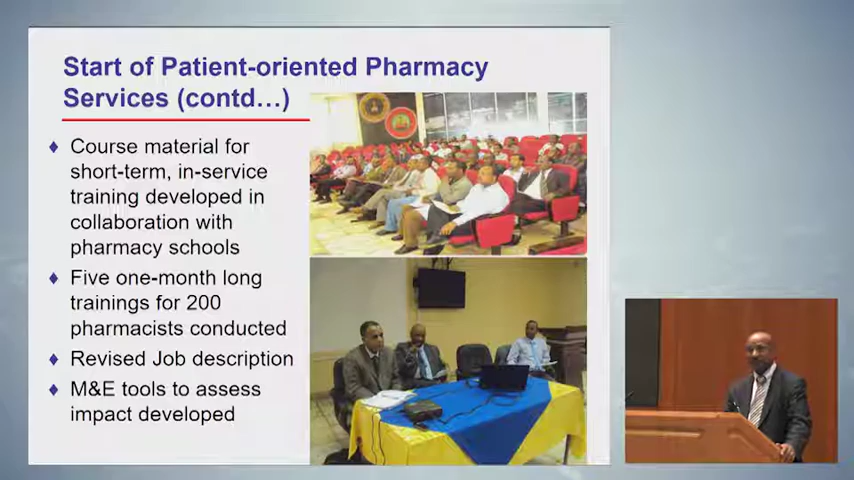 Start of Patient-oriented Pharmacy
Services (contd…)
♦ Course material for
short-term, in-service
training developed in
collaboration with
pharmacy schools
♦ Five one-month long
trainings for 200
pharmacists conducted
♦ Revised Job description
♦ M&E tools to assess
impact developed